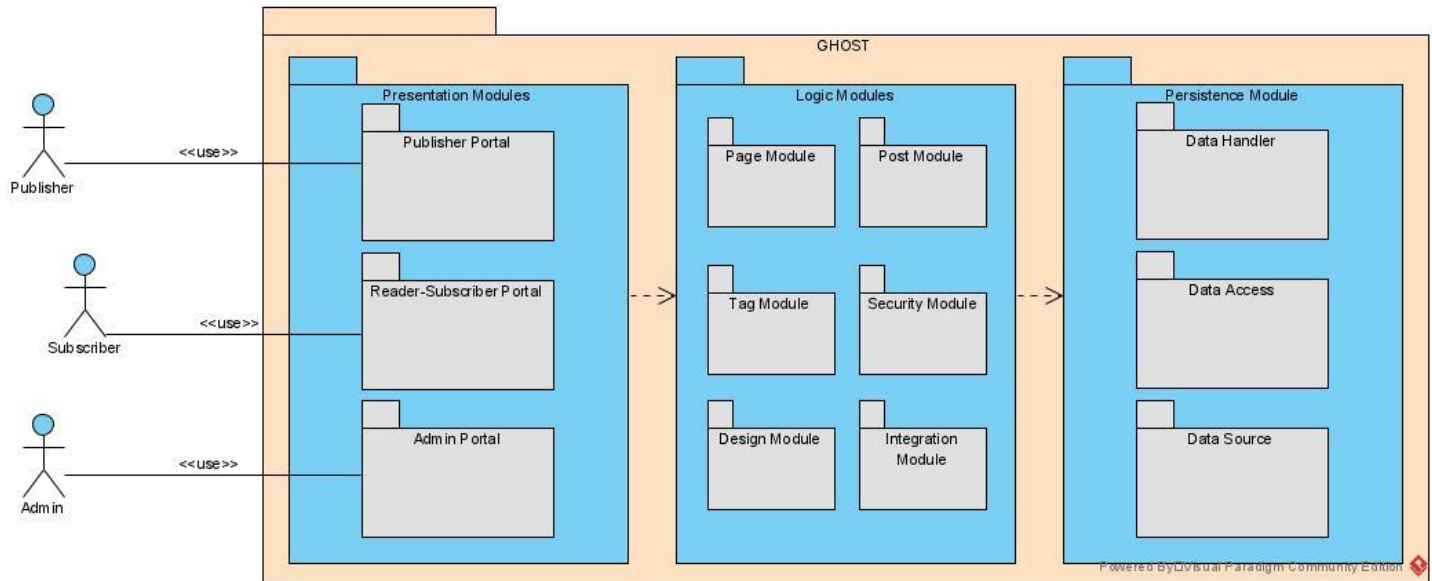 GHOST
Presentation Modules
Logic Modules
Persistence Module
Publisher Portal
Page Module
Post Module
Data Handler
<<use>>
Publisher
Reader-Subscriber Portal
Tag Module
Security Module
Data Access
<<use>>
Subscriber
Admin Portal
Design Module
Integration
Module
Data Source
<<use>>
Admin
Powered By□Visual Paradigm Community Edition